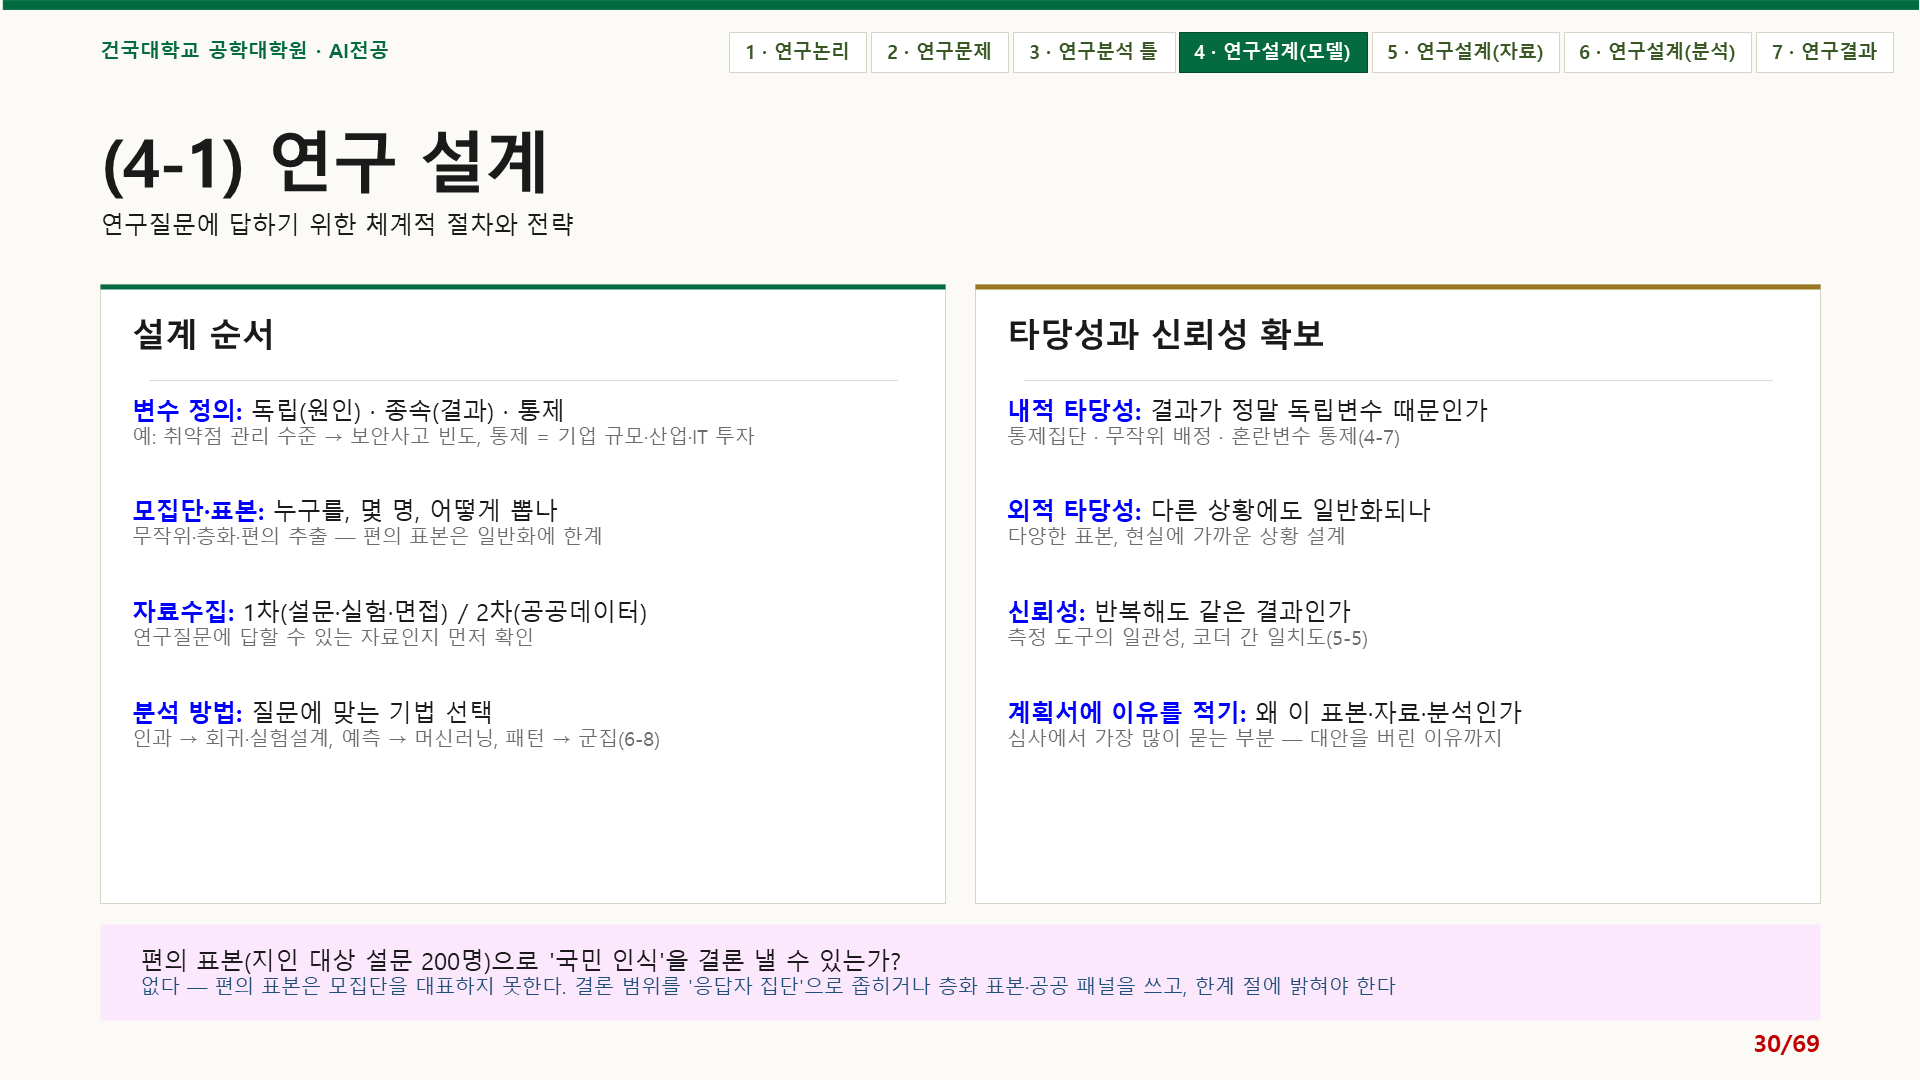 건국대학교 공학대학원 · AI전공
1 · 연구논리
2 · 연구문제
3 · 연구분석 틀
4 · 연구설계(모델)
5 · 연구설계(자료)
6 · 연구설계(분석)
7 · 연구결과
(4-1) 연구 설계
연구질문에 답하기 위한 체계적 절차와 전략
설계 순서
변수 정의: 독립(원인) · 종속(결과) · 통제
예: 취약점 관리 수준 → 보안사고 빈도, 통제 = 기업 규모·산업·IT 투자
모집단·표본: 누구를, 몇 명, 어떻게 뽑나
무작위·층화·편의 추출 — 편의 표본은 일반화에 한계
자료수집: 1차(설문·실험·면접) / 2차(공공데이터)
연구질문에 답할 수 있는 자료인지 먼저 확인
분석 방법: 질문에 맞는 기법 선택
인과 → 회귀·실험설계, 예측 → 머신러닝, 패턴 → 군집(6-8)
타당성과 신뢰성 확보
내적 타당성: 결과가 정말 독립변수 때문인가
통제집단 · 무작위 배정 · 혼란변수 통제(4-7)
외적 타당성: 다른 상황에도 일반화되나
다양한 표본, 현실에 가까운 상황 설계
신뢰성: 반복해도 같은 결과인가
측정 도구의 일관성, 코더 간 일치도(5-5)
계획서에 이유를 적기: 왜 이 표본·자료·분석인가
심사에서 가장 많이 묻는 부분 — 대안을 버린 이유까지
편의 표본(지인 대상 설문 200명)으로 '국민 인식'을 결론 낼 수 있는가?
없다 — 편의 표본은 모집단을 대표하지 못한다. 결론 범위를 '응답자 집단'으로 좁히거나 층화 표본·공공 패널을 쓰고, 한계 절에 밝혀야 한다
30/69